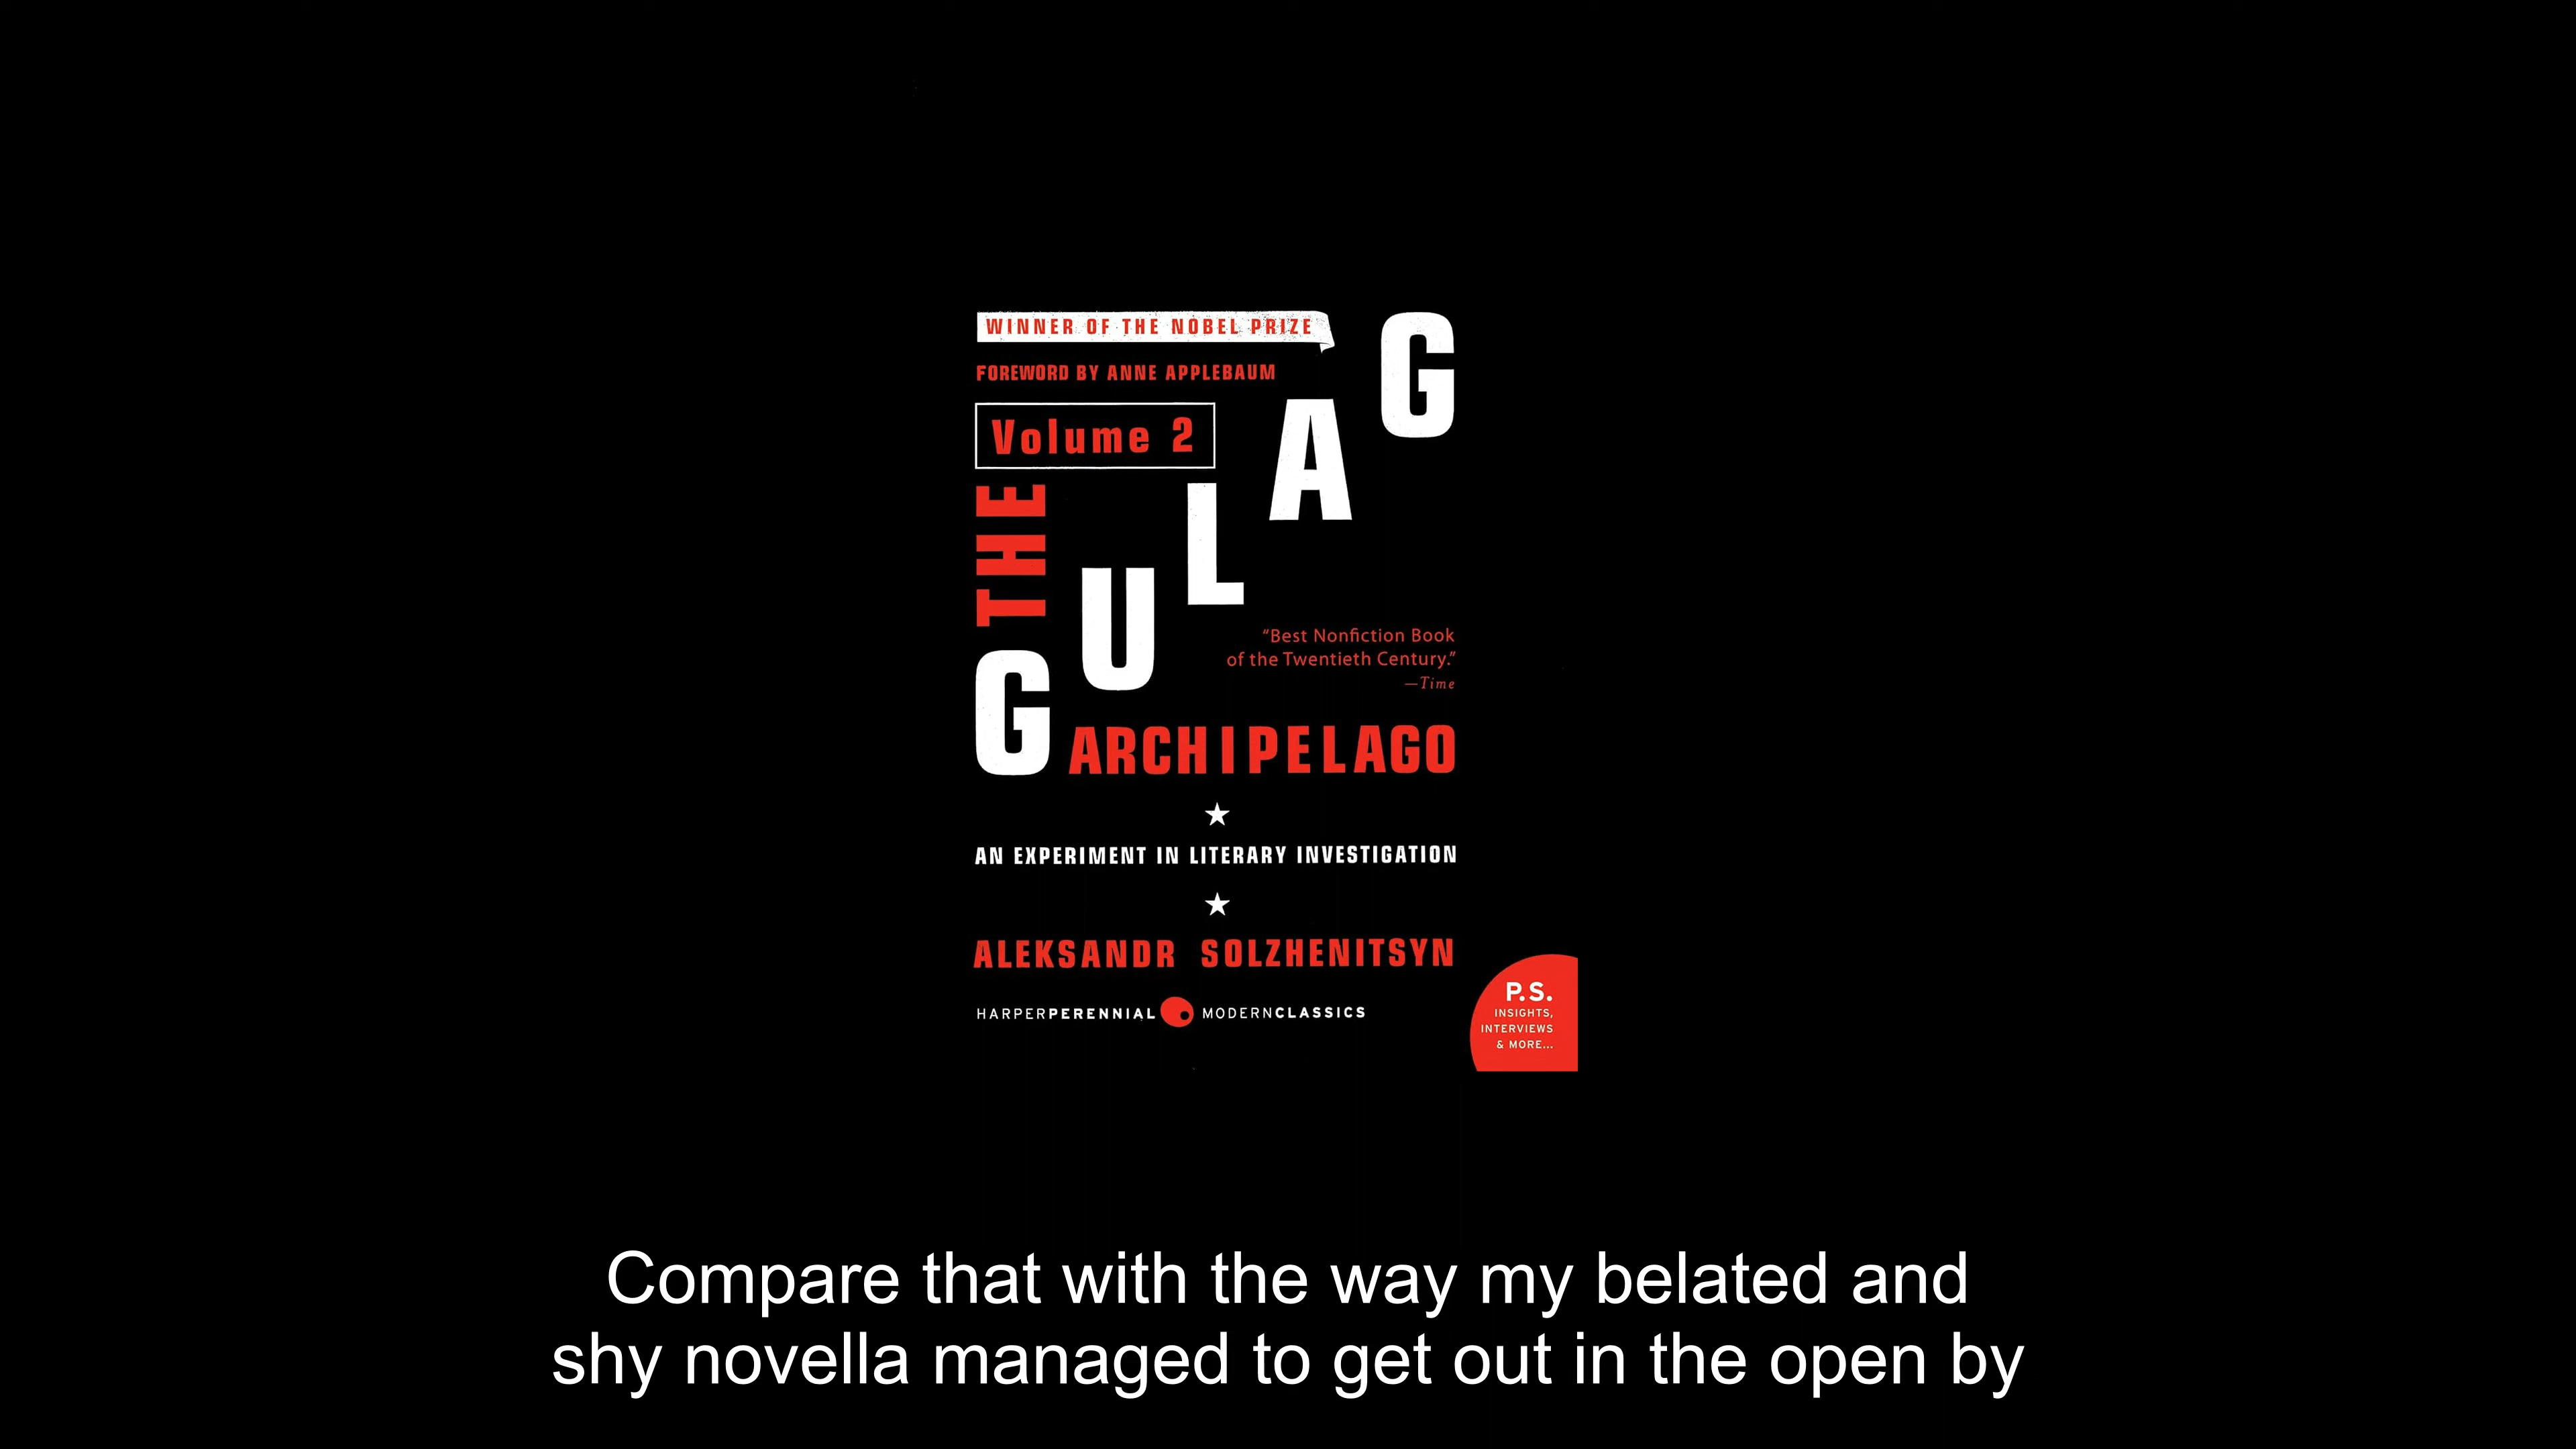 WINNER OF THE NOBEL PRIZE
FOREWORD BY ANNE APPLEBAUM
Volume 2
THE
GULAG
ARCHIPELAGO
"Best Nonfiction Book
of the Twentieth Century."
—Time
AN EXPERIMENT IN LITERARY INVESTIGATION
ALEKSANDR SOLZHENITSYN
HARPERPERENNIAL MODERNCLASSICS
P.S.
INSIGHTS,
INTERVIEWS
& MORE...
Compare that with the way my belated and
shy novella managed to get out in the open by